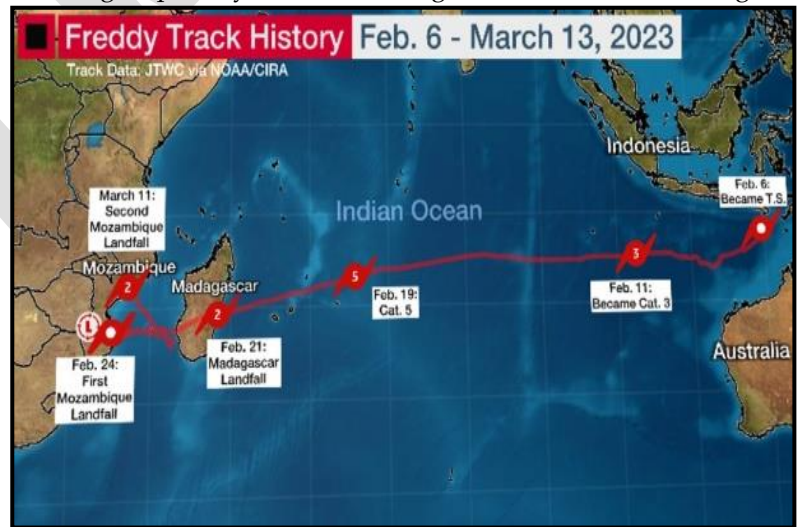 Freddy Track History Feb. 6 - March 13, 2023
Track Data: JTWC via NOAA/CIRA
Indonesia
Feb. 6:
Became T.S.
March 11:
Second
Mozambique
Landfall
Indian Ocean
Mozambique
2
Madagascar
2
5
3
Feb. 19:
Cat. 5
Feb. 11:
Became Cat. 3
L
Feb. 21:
Madagascar
Landfall
Australia
Feb. 24:
First
Mozambique
Landfall